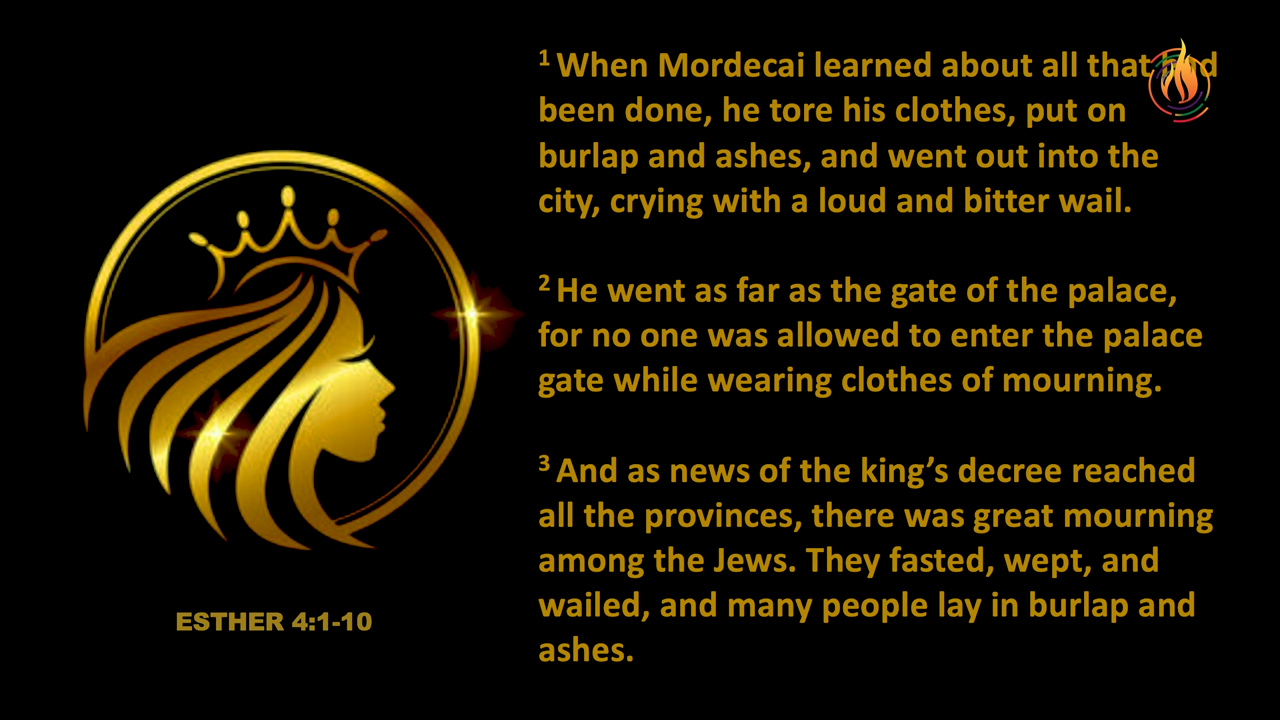 1 When Mordecai learned about all that
been done, he tore his clothes, put on
burlap and ashes, and went out into the
city, crying with a loud and bitter wail.
2 He went as far as the gate of the palace,
for no one was allowed to enter the palace
gate while wearing clothes of mourning.
3 And as news of the king’s decree reached
all the provinces, there was great mourning
among the Jews. They fasted, wept, and
wailed, and many people lay in burlap and
ashes.
ESTHER 4:1-10